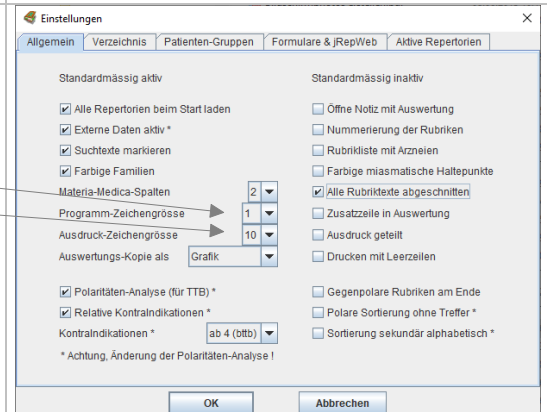 Einstellungen
Allgemein Verzeichnis Patienten-Gruppen Formulare & jRepWeb Aktive Repertorien
Standardmässig aktiv
Alle Repertorien beim Start laden
Externe Daten aktiv *
Suchtexte markieren
Farbige Familien
Materia-Medica-Spalten 2
Programm-Zeichengrösse 1
Ausdruck-Zeichengrösse 10
Auswertungs-Kopie als Grafik
Polaritäten-Analyse (für TTB) *
Relative Kontraindikationen *
Kontraindikationen * ab 4 (bttb)
* Achtung, Änderung der Polaritäten-Analyse !
Standardmässig inaktiv
Öffne Notiz mit Auswertung
Nummerierung der Rubriken
Rubrikliste mit Arzneien
Farbige miasmatische Haltepunkte
Alle Rubriktexte abgeschnitten
Zusatzzeile in Auswertung
Ausdruck geteilt
Drucken mit Leerzeilen
Gegenpolare Rubriken am Ende
Polare Sortierung ohne Treffer *
Sortierung sekundär alphabetisch *
OK Abbrechen